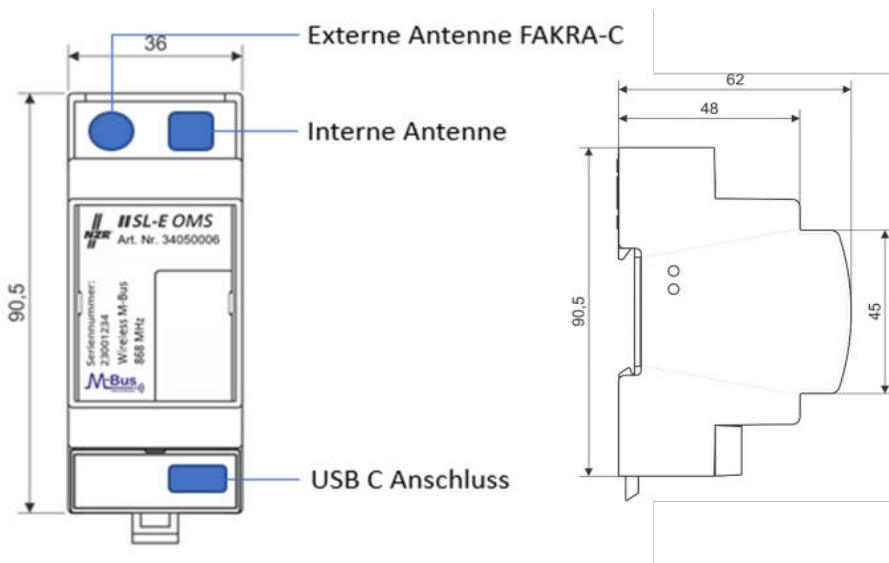 36
Externe Antenne FAKRA-C
Interne Antenne
90,5
NZR
SL-E OMS
Art. Nr. 34050006
Seriennummer:
23001234
Wireless M-Bus
868 MHz
M-Bus
USB C Anschluss
62
48
90,5
45